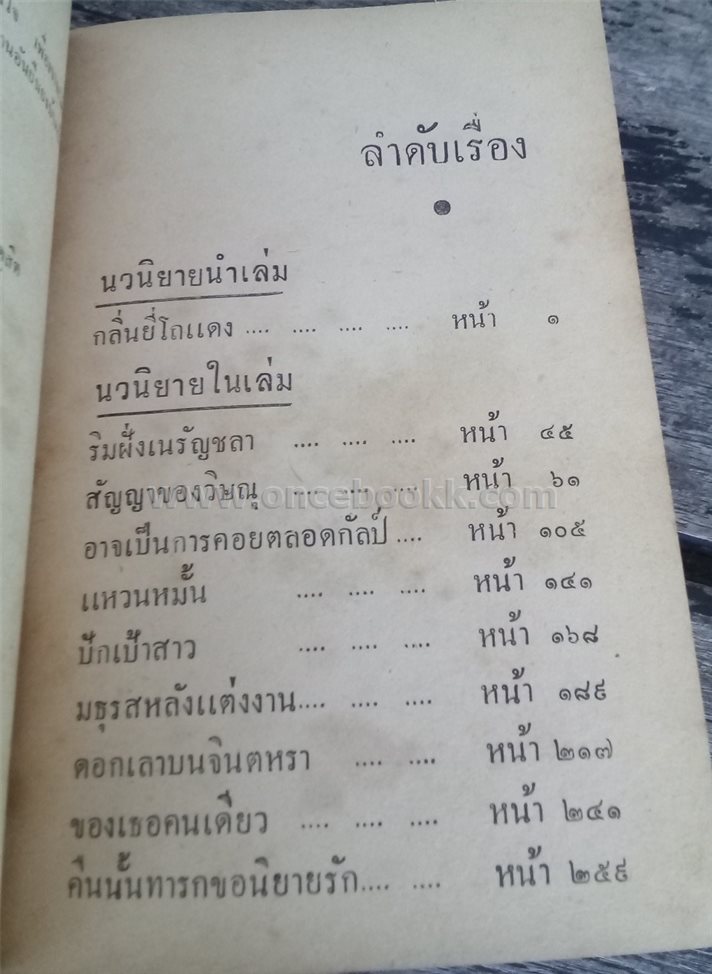 ลำดับเรื่อง
นวนิยายนำเล่ม
กลิ่นยี่โถแดง .... .... .... .... หน้า ๑
นวนิยายในเล่ม
ริมฝั่งเนรัญชลา .... .... .... หน้า ๔๕
สัญญาของวิษณุ .... .... .... หน้า ๖๑
www.oncebookk.com
อาจเป็นการคอยตลอดกัลป์ .... หน้า ๑๐๕
แหวนหมั้น .... .... .... หน้า ๑๔๑
ปักเป้าสาว .... .... .... หน้า ๑๖๘
มธุรสหลังแต่งงาน.... .... .... หน้า ๑๘๙
ดอกเลาบนจินตหรา .... .... หน้า ๒๑๗
ของเธอคนเดียว .... .... .... หน้า ๒๔๑
คืนนั้นทารกขอนิยายรัก.... .... หน้า ๒๕๙